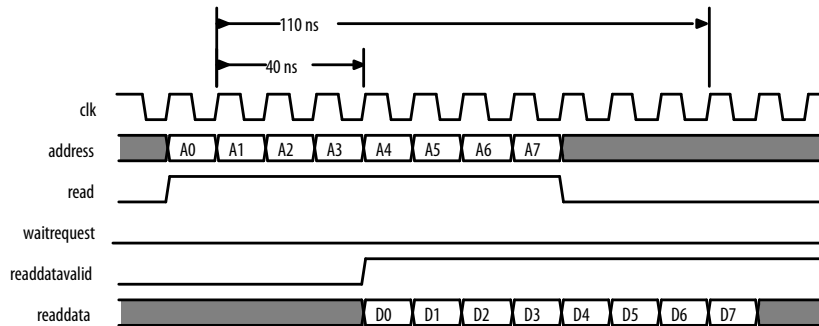 110 ns
40 ns
clk
address A0 A1 A2 A3 A4 A5 A6 A7
read
waitrequest
readdatavalid
readdata D0 D1 D2 D3 D4 D5 D6 D7